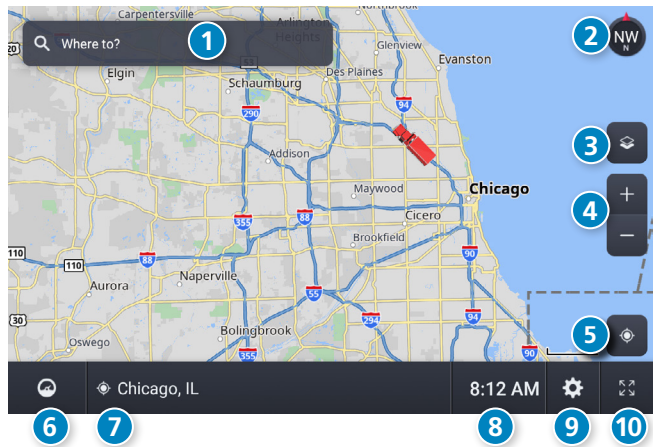 Carpentersville
Northbrook
Arlington
Heights
20
Where to?
1
2
NW
N
53
Glenview
Evanston
Elgin
Des Plaines
Schaumburg
290
94
3
Addison
Maywood
Chicago
4
+
−
355
88
Cicero
Brookfield
110
110
88
90
Aurora
Naperville
55
30
294
94
Oswego
Bolingbrook
355
90
5
Chicago, IL
8:12 AM
6
7
8
9
10